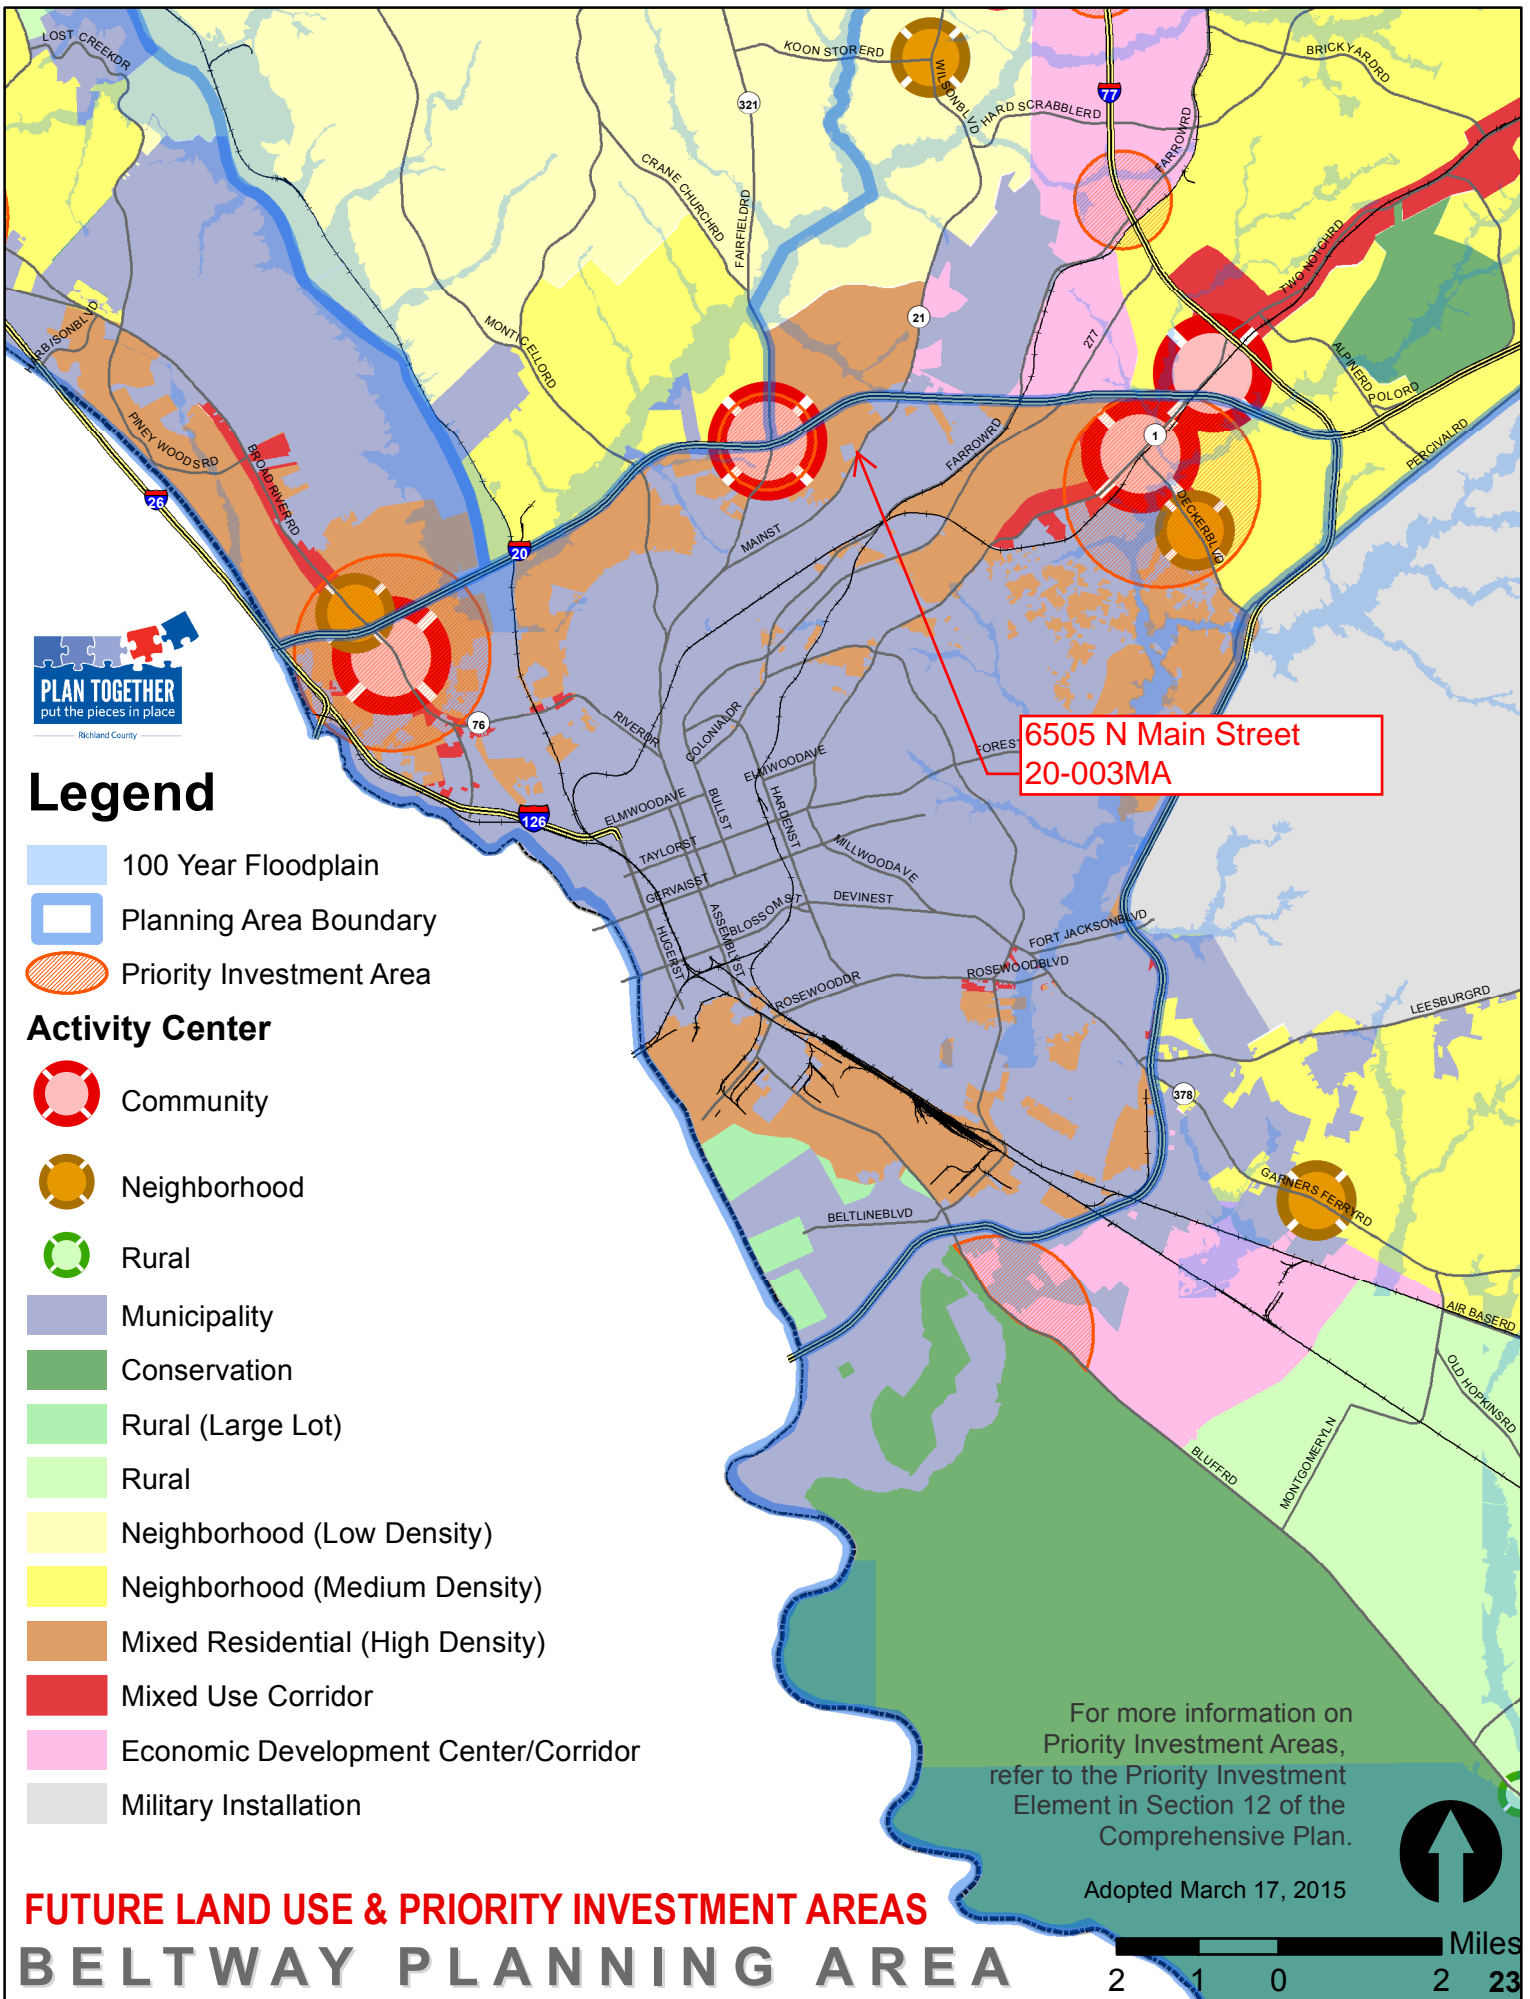 LOST CREEKDR
KOON STORERD
WILSONBLVD
BRICKYARDRD
321
77
HARD SCRABBLERD
FARROWRD
CRANE CHURCHRD
FAIRFIELDRD
TWO NOTCHRD
HARBISONBLVD
MONTICELLORD
21
277
ALPINERD
POLORD
PINEY WOODSRD
BROAD RIVERRD
FARROWRD
1
PERCIVALRD
26
DECKERBLVD
20
MAINST
PLAN TOGETHER
put the pieces in place
Richland County
76
RIVERDR
COLONIALDR
FOREST
6505 N Main Street
20-003MA
ELMWOODAVE
ELMWOODAVE
BULLST
HARDENST
126
TAYLORST
MILLWOODAVE
GERVAISST
DEVINEST
BLOSSOMST
ASSEMBLYST
HUGERST
FORT JACKSONBLVD
ROSEWOODBLVD
ROSEWOODDR
LEESBURGRD
378
GARNERS FERRYRD
BELTLINEBLVD
AIR BASERD
OLD HOPKINSRD
MONTGOMERYLN
BLUFFRD
Legend
100 Year Floodplain
Planning Area Boundary
Priority Investment Area
Activity Center
Community
Neighborhood
Rural
Municipality
Conservation
Rural (Large Lot)
Rural
Neighborhood (Low Density)
Neighborhood (Medium Density)
Mixed Residential (High Density)
Mixed Use Corridor
Economic Development Center/Corridor
Military Installation
For more information on
Priority Investment Areas,
refer to the Priority Investment
Element in Section 12 of the
Comprehensive Plan.
Adopted March 17, 2015
FUTURE LAND USE & PRIORITY INVESTMENT AREAS
BELTWAY PLANNING AREA
Miles
2 1 0 2
23